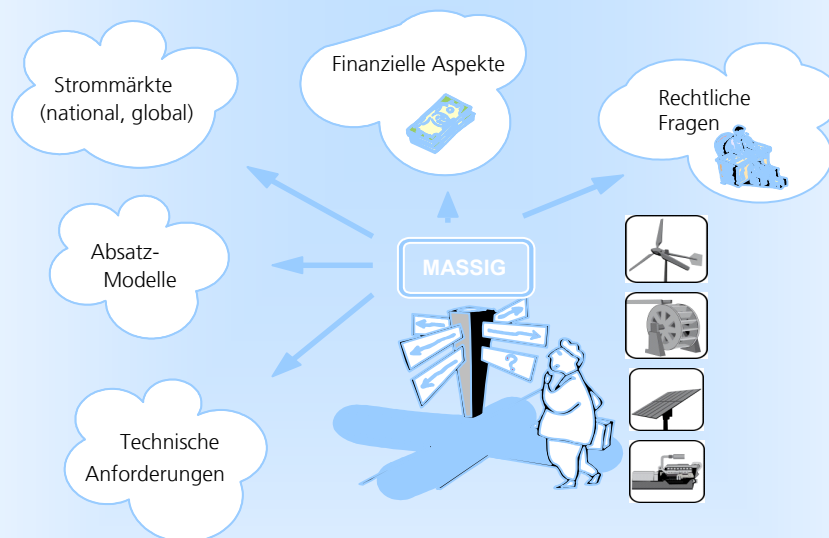 Strommärkte
(national, global)
Finanzielle Aspekte
Rechtliche
Fragen
Absatz-
Modelle
MASSIG
?
Technische
Anforderungen